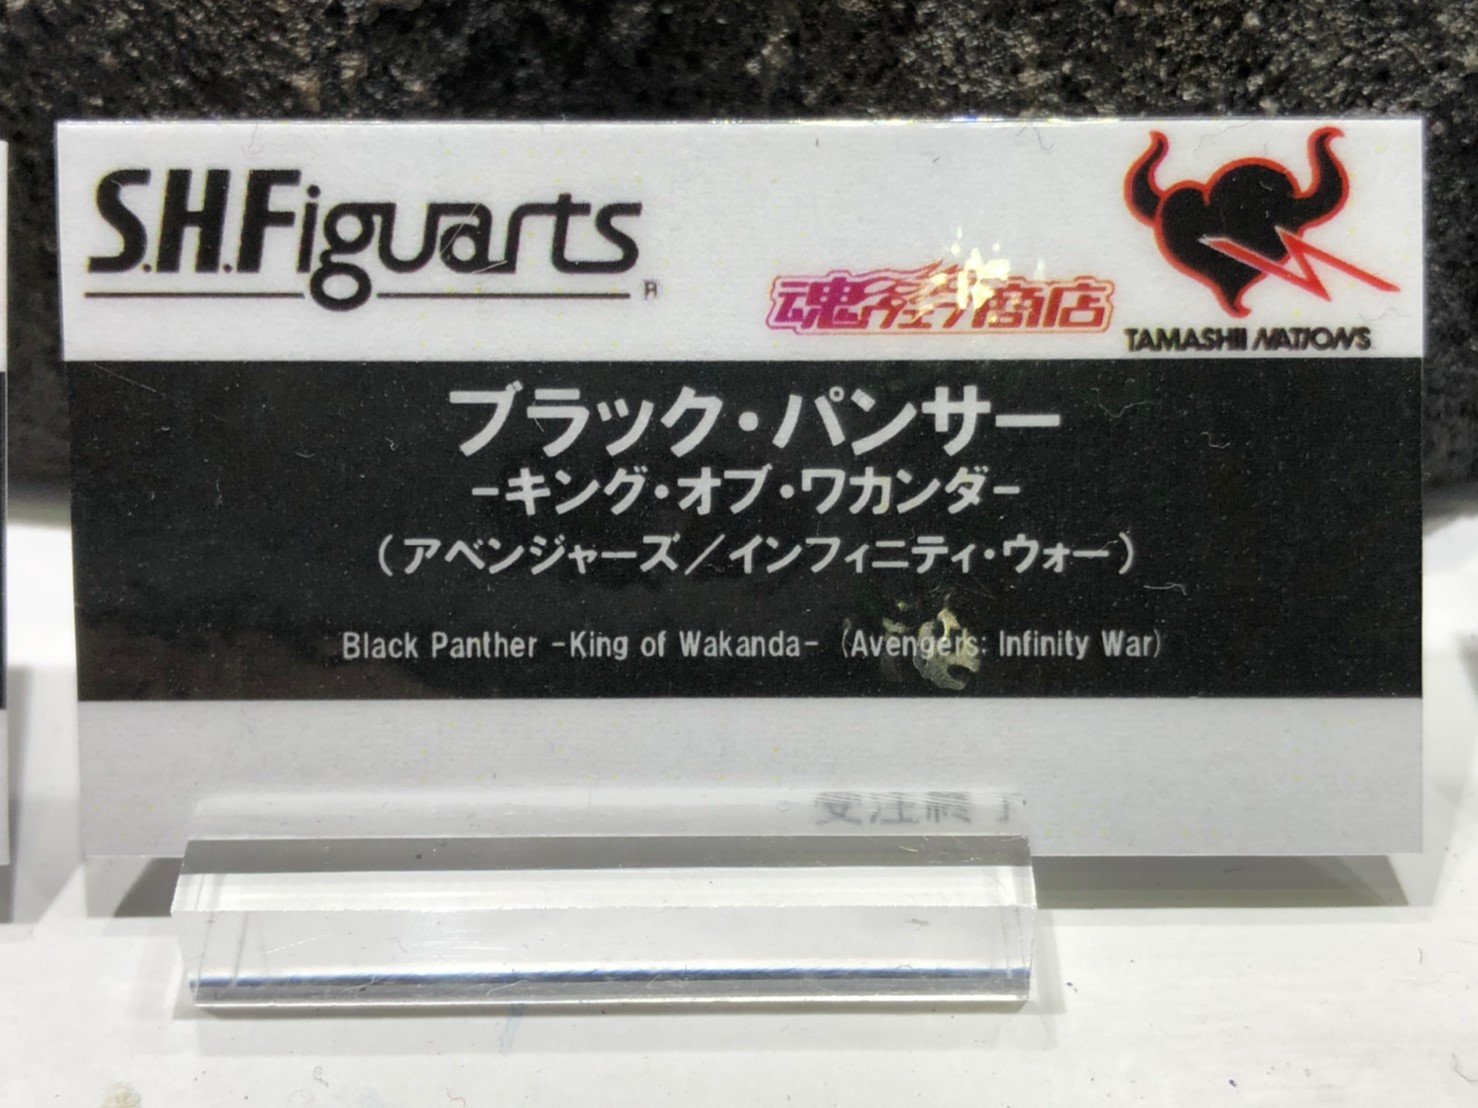 S.H.Figuarts
®
魂ウェブ商店
TAMASHII NATIONS
ブラック・パンサー
-キング・オブ・ワカンダ-
(アベンジャーズ／インフィニティ・ウォー)
Black Panther -King of Wakanda- (Avengers: Infinity War)
受注終了